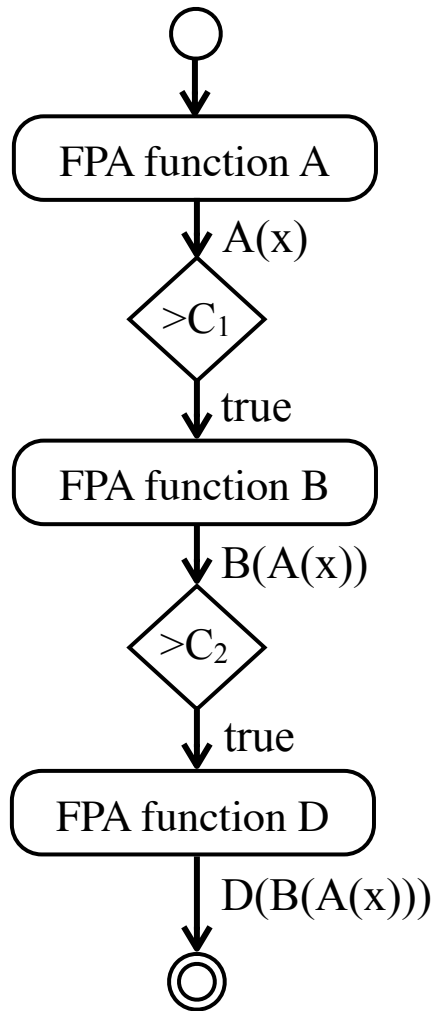 FPA function A
A(x)
>C₁
true
FPA function B
B(A(x))
>C₂
true
FPA function D
D(B(A(x)))